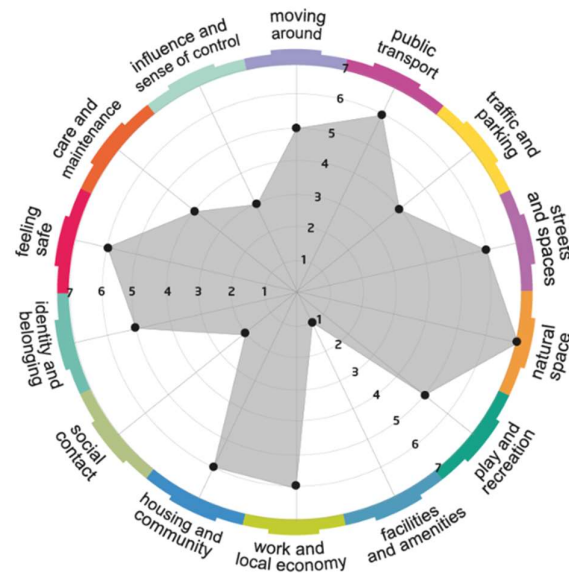 moving
around
public
transport
traffic and
parking
streets
and spaces
natural
space
play and
recreation
facilities
and amenities
work and
local economy
housing and
community
social
contact
identity and
belonging
feeling
safe
care and
maintenance
influence and
sense of control
7
6
5
4
3
2
1
7 6 5 4 3 2 1
1
2
3
4
5
6
7